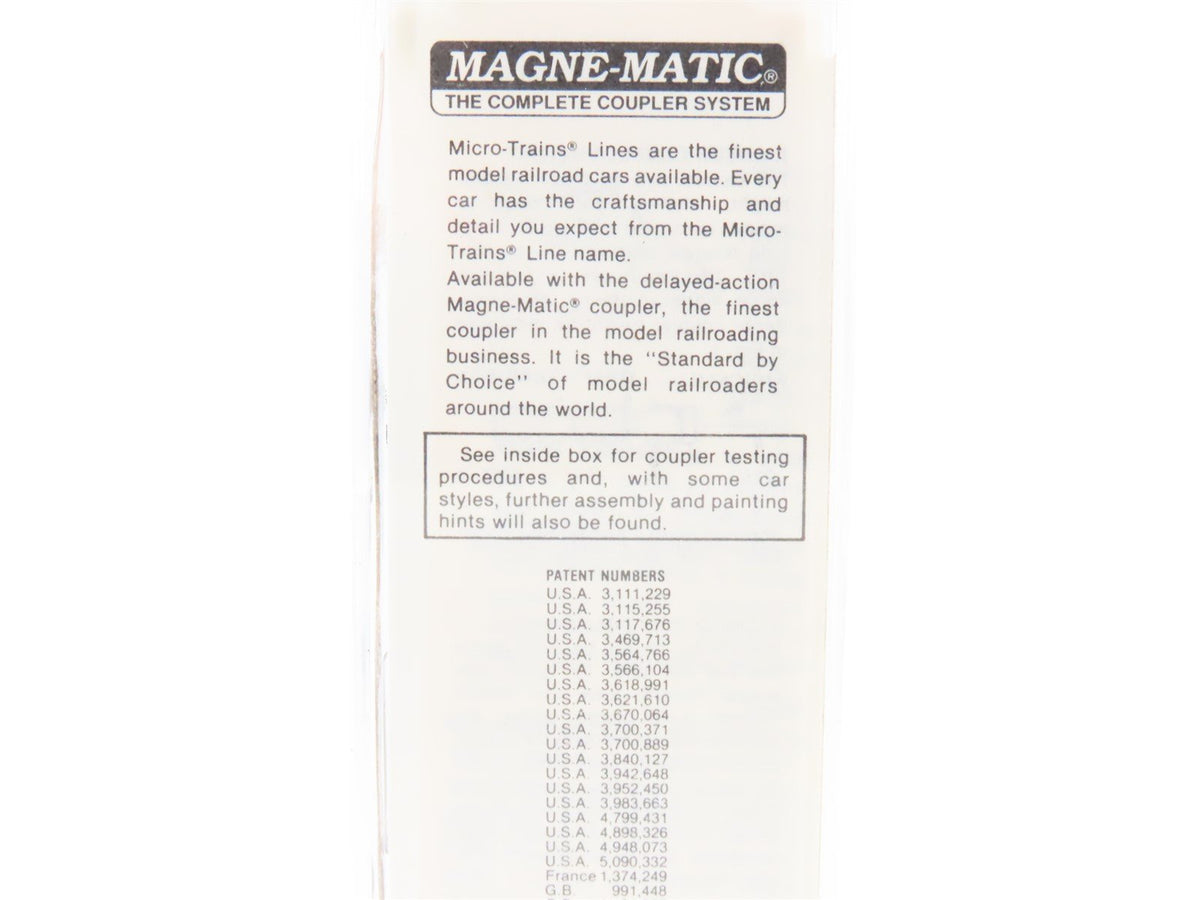 MAGNE-MATIC®
THE COMPLETE COUPLER SYSTEM
Micro-Trains® Lines are the finest
model railroad cars available. Every
car has the craftsmanship and
detail you expect from the Micro-
Trains® Line name.
Available with the delayed-action
Magne-Matic® coupler, the finest
coupler in the model railroading
business. It is the "Standard by
Choice" of model railroaders
around the world.
See inside box for coupler testing
procedures and, with some car
styles, further assembly and painting
hints will also be found.
PATENT NUMBERS
U.S.A. 3,111,229
U.S.A. 3,115,255
U.S.A. 3,117,676
U.S.A. 3,469,713
U.S.A. 3,564,766
U.S.A. 3,566,104
U.S.A. 3,618,991
U.S.A. 3,621,610
U.S.A. 3,670,064
U.S.A. 3,700,371
U.S.A. 3,700,889
U.S.A. 3,840,127
U.S.A. 3,942,648
U.S.A. 3,952,450
U.S.A. 3,983,663
U.S.A. 4,799,431
U.S.A. 4,898,326
U.S.A. 4,948,073
U.S.A. 5,090,332
France 1,374,249
G.B. 991,448